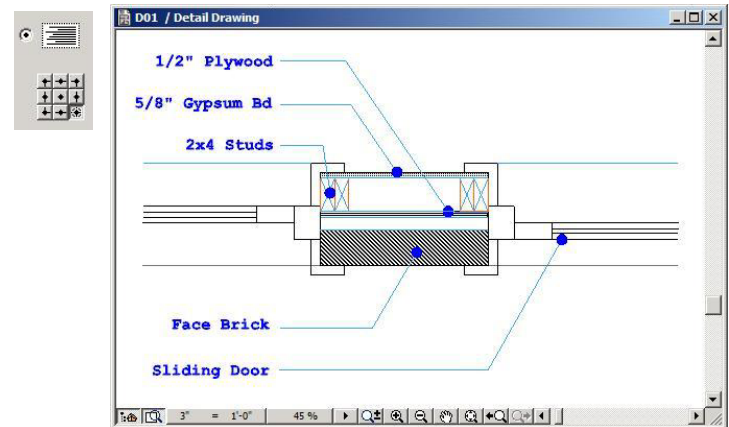 D01 / Detail Drawing
1/2" Plywood
5/8" Gypsum Bd
2x4 Studs
Face Brick
Sliding Door
3" = 1'-0" 45 %